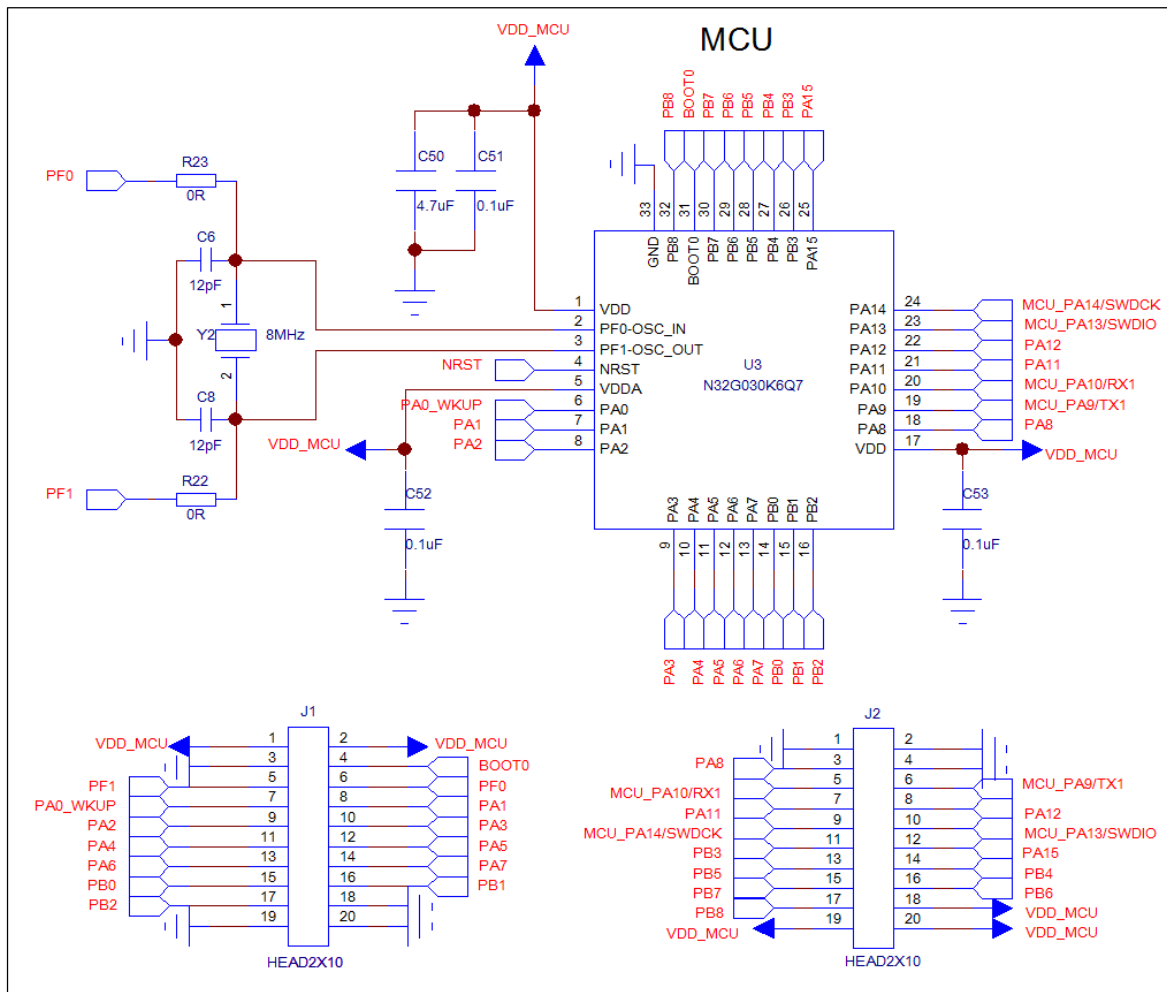 MCU
VDD_MCU
C50
4.7uF
C51
0.1uF
PF0
R23
0R
C6
12pF
1
Y2
8MHz
2
C8
12pF
PF1
R22
0R
PB8
BOOT0
PB7
PB6
PB5
PB4
PB3
PA15
33
32
31
30
29
28
27
26
25
GND
PB8
BOOT0
PB7
PB6
PB5
PB4
PB3
PA15
1 VDD
2 PF0-OSC_IN
3 PF1-OSC_OUT
NRST 4 NRST
5 VDDA
PA0_WKUP 6 PA0
PA1 7 PA1
PA2 8 PA2
VDD_MCU
C52
0.1uF
U3
N32G030K6Q7
PA14 24 MCU_PA14/SWDCK
PA13 23 MCU_PA13/SWDIO
PA12 22 PA12
PA11 21 PA11
PA10 20 MCU_PA10/RX1
PA9 19 MCU_PA9/TX1
PA8 18 PA8
VDD 17 VDD_MCU
C53
0.1uF
PA3
PA4
PA5
PA6
PA7
PB0
PB1
PB2
9
10
11
12
13
14
15
16
PA3
PA4
PA5
PA6
PA7
PB0
PB1
PB2
J1
VDD_MCU 1 2 VDD_MCU
3 4 BOOT0
PF1 5 6 PF0
PA0_WKUP 7 8 PA1
PA2 9 10 PA3
PA4 11 12 PA5
PA6 13 14 PA7
PB0 15 16 PB1
PB2 17 18
19 20
HEAD2X10
J2
1 2
PA8 3 4
MCU_PA10/RX1 5 6 MCU_PA9/TX1
PA11 7 8 PA12
MCU_PA14/SWDCK 9 10 MCU_PA13/SWDIO
PB3 11 12 PA15
PB5 13 14 PB4
PB7 15 16 PB6
PB8 17 18 VDD_MCU
VDD_MCU 19 20 VDD_MCU
HEAD2X10